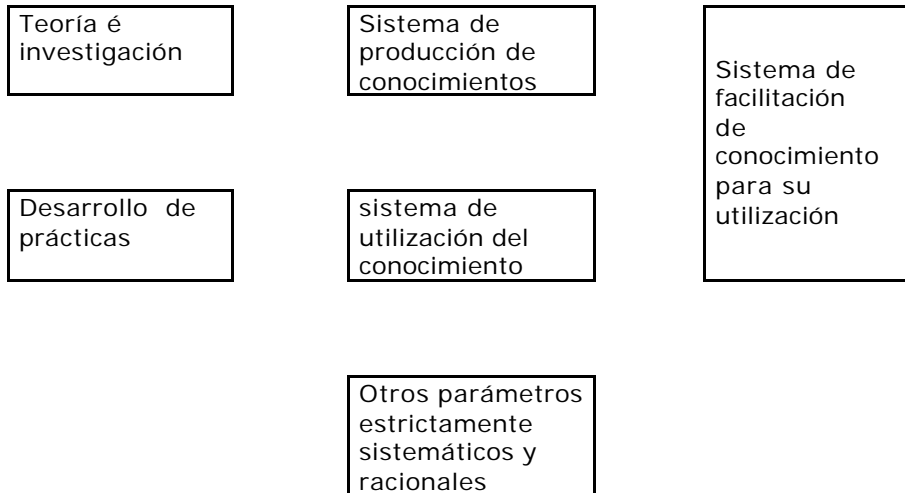 Teoría é
investigación
Sistema de
producción de
conocimientos
Sistema de
facilitación
de
conocimiento
para su
utilización
Desarrollo de
prácticas
sistema de
utilización del
conocimiento
Otros parámetros
estrictamente
sistemáticos y
racionales